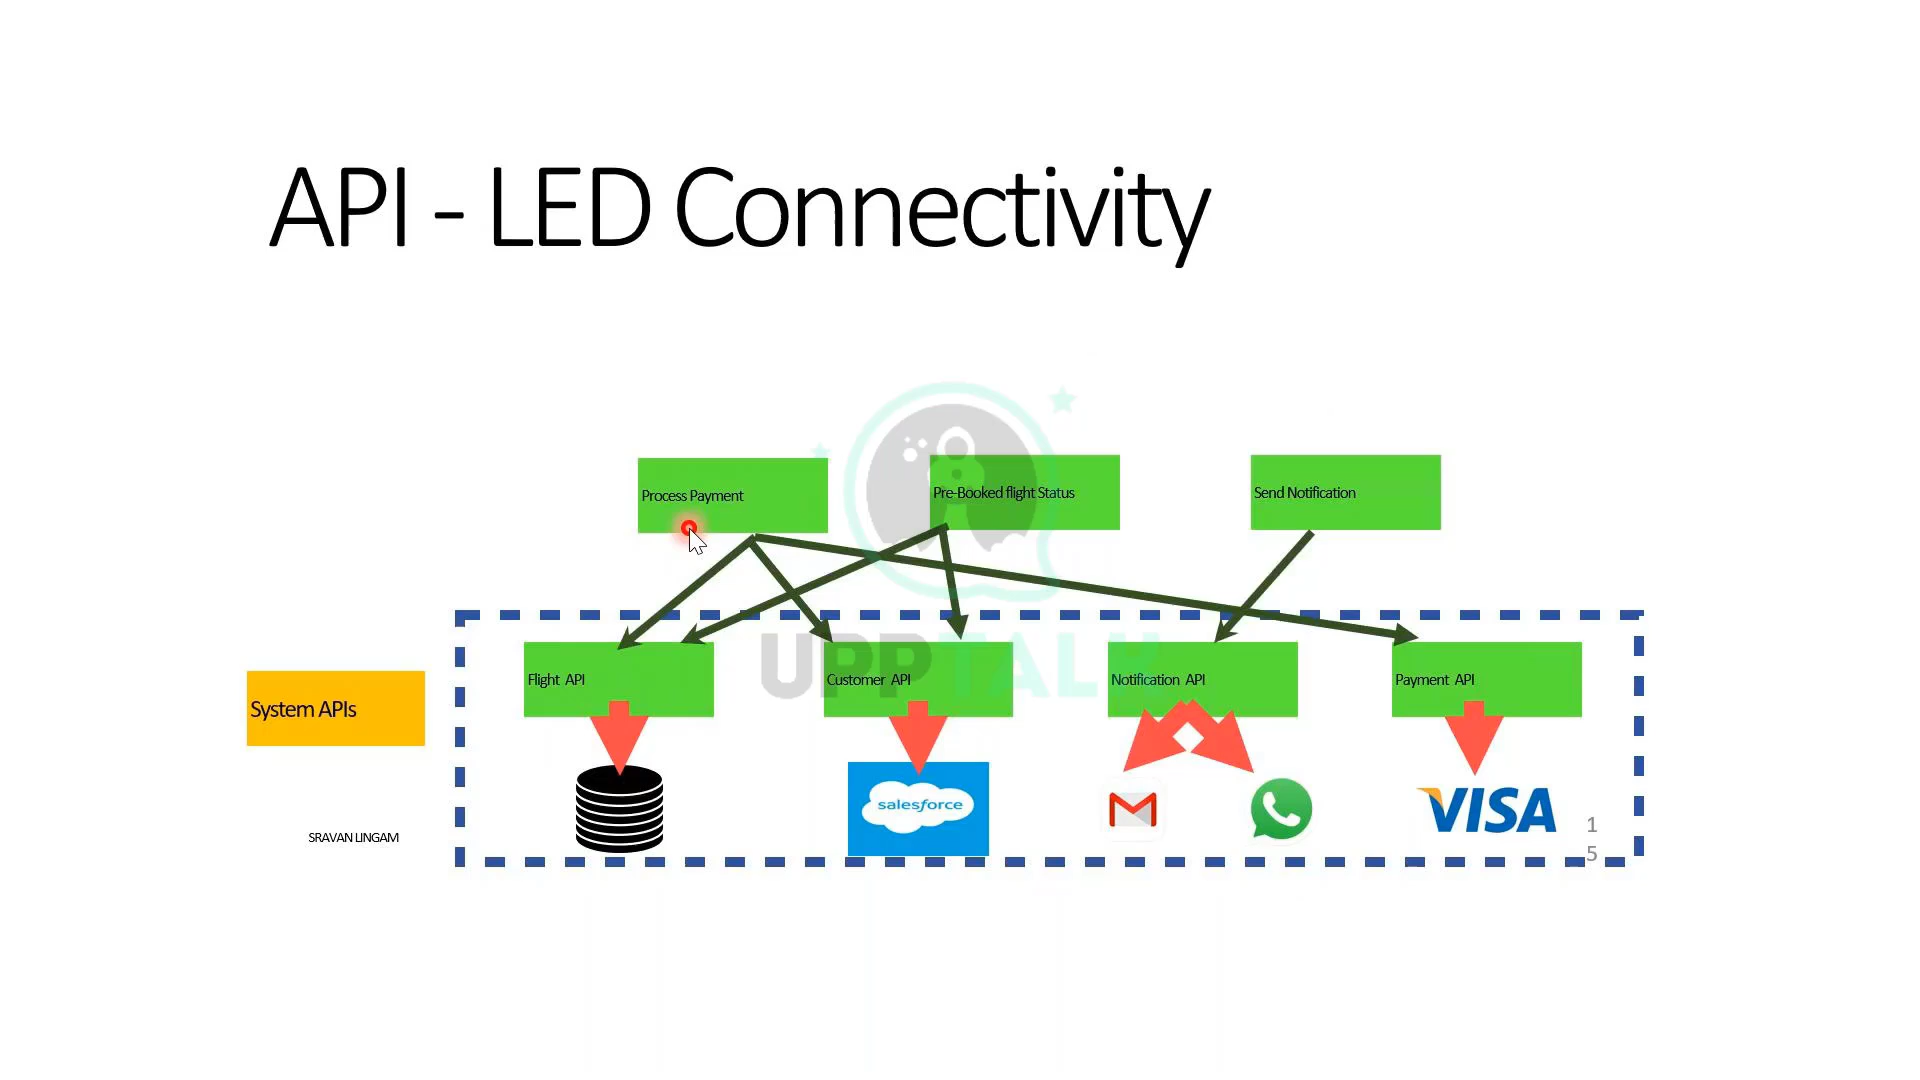 API - LED Connectivity
Process Payment
Pre-Booked flight Status
Send Notification
UPPTALK
Flight API
Customer API
Notification API
Payment API
System APIs
salesforce
VISA
SRAVAN LINGAM
1
5